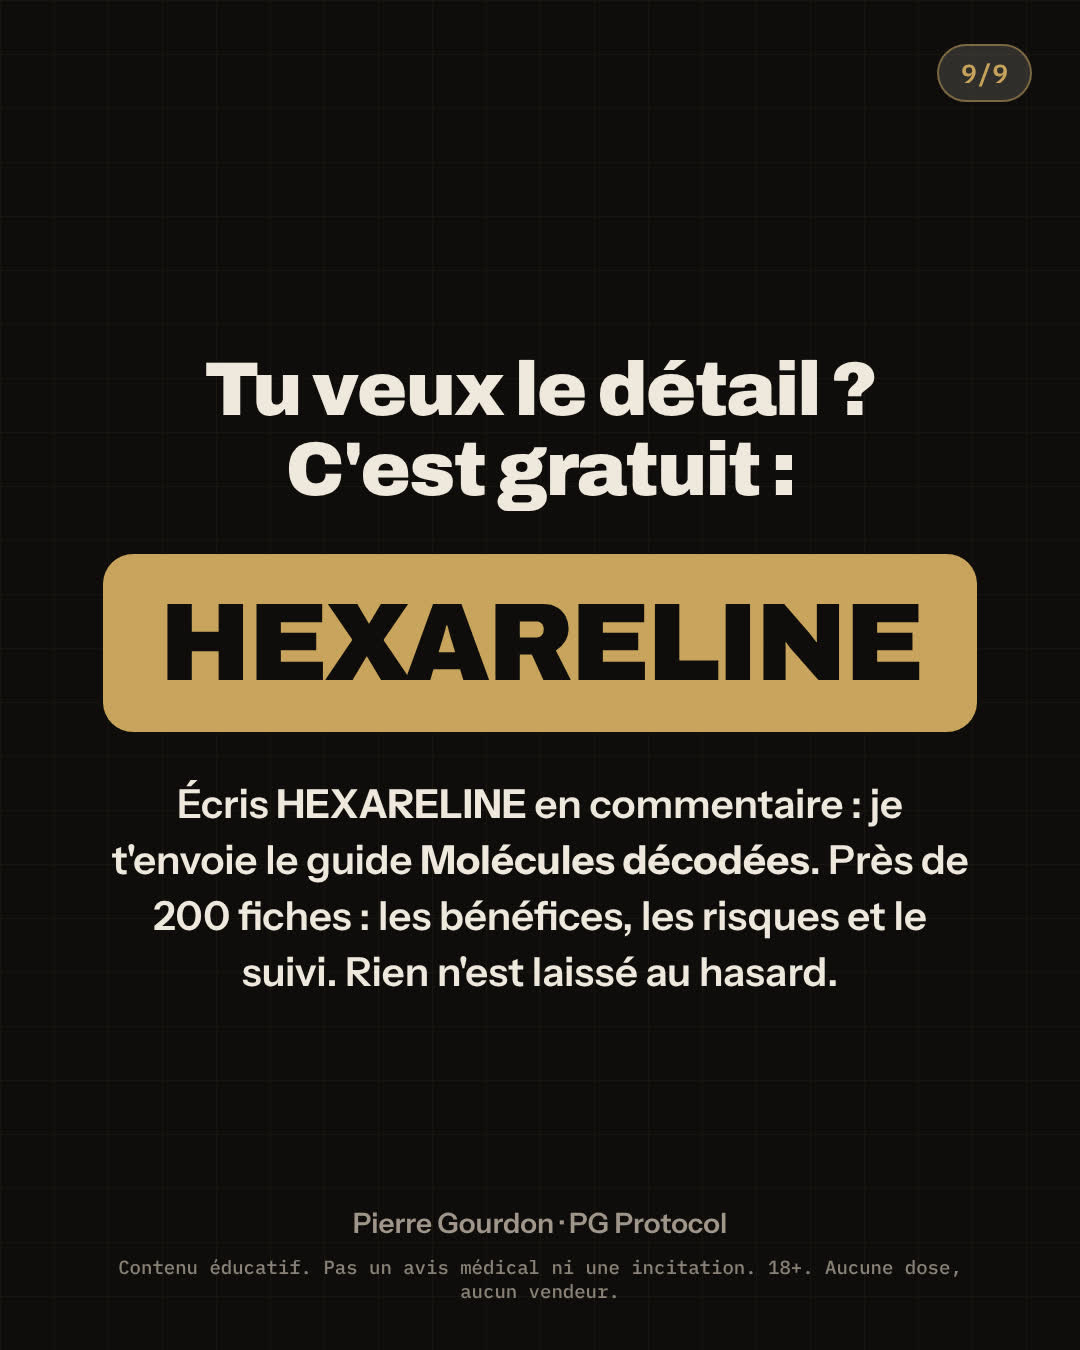 9/9
Tu veux le détail ?
C'est gratuit :
HEXARELINE
Écris HEXARELINE en commentaire : je
t'envoie le guide Molécules décodées. Près de
200 fiches : les bénéfices, les risques et le
suivi. Rien n'est laissé au hasard.
Pierre Gourdon · PG Protocol
Contenu éducatif. Pas un avis médical ni une incitation. 18+. Aucune dose,
aucun vendeur.